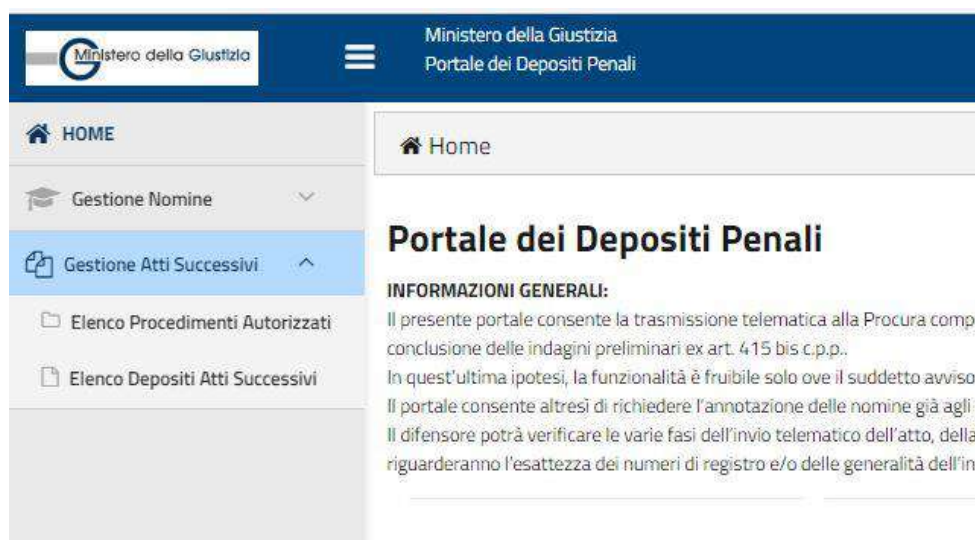 Ministero della Giustizia
Ministero della Giustizia
Portale dei Depositi Penali
HOME
Home
Gestione Nomine
Gestione Atti Successivi
Elenco Procedimenti Autorizzati
Elenco Depositi Atti Successivi
Portale dei Depositi Penali
INFORMAZIONI GENERALI:
Il presente portale consente la trasmissione telematica alla Procura comp
conclusione delle indagini preliminari ex art. 415 bis c.p.p..
In quest'ultima ipotesi, la funzionalità è fruibile solo ove il suddetto avviso
Il portale consente altresì di richiedere l'annotazione delle nomine già agli
Il difensore potrà verificare le varie fasi dell'invio telematico dell'atto, della
riguarderanno l'esattezza dei numeri di registro e/o delle generalità dell'in